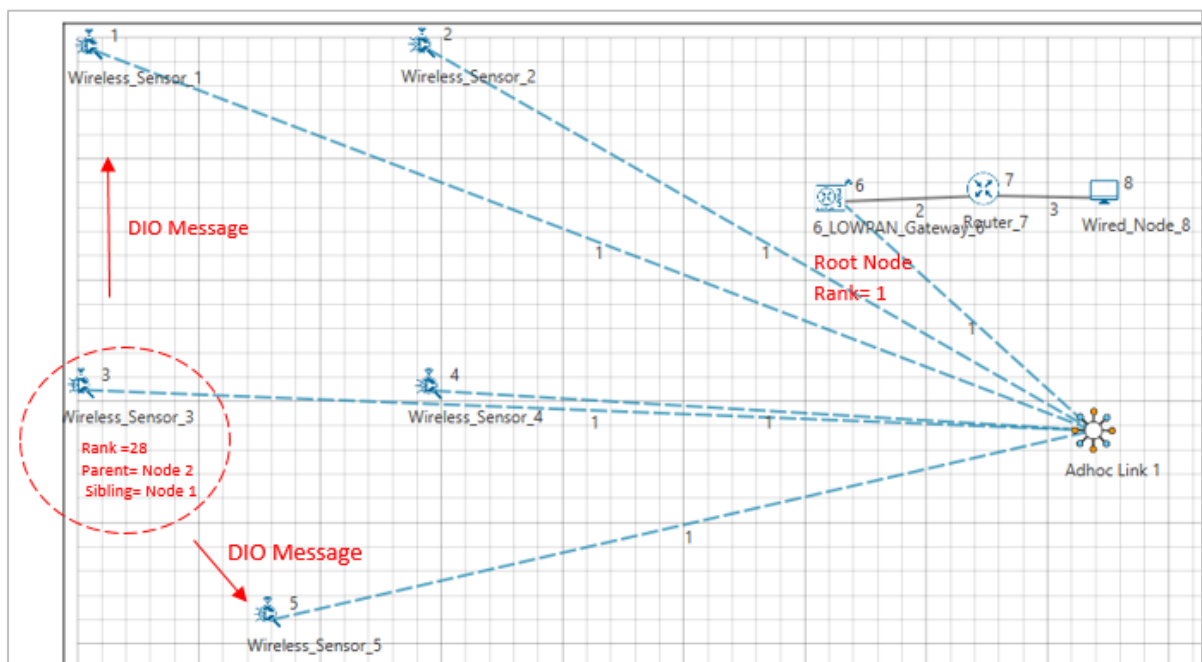 1
Wireless_Sensor_1
2
Wireless_Sensor_2
6
7
8
2
3
6_LOWPAN_Gateway_6
Router_7
Wired_Node_8
DIO Message
1
1
Root Node
Rank= 1
1
3
Wireless_Sensor_3
4
Wireless_Sensor_4
1
1
Rank =28
Parent= Node 2
Sibling= Node 1
Adhoc Link 1
DIO Message
1
5
Wireless_Sensor_5